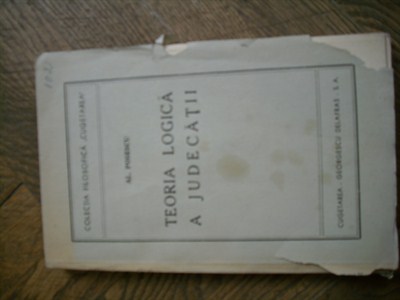 COLECȚIA FILOSOFICĂ „CUGETAREA”
AL. POSESCU
TEORIA LOGICĂ
A JUDECĂȚII
CUGETAREA - GEORGESCU DELAFRAS - S. A.